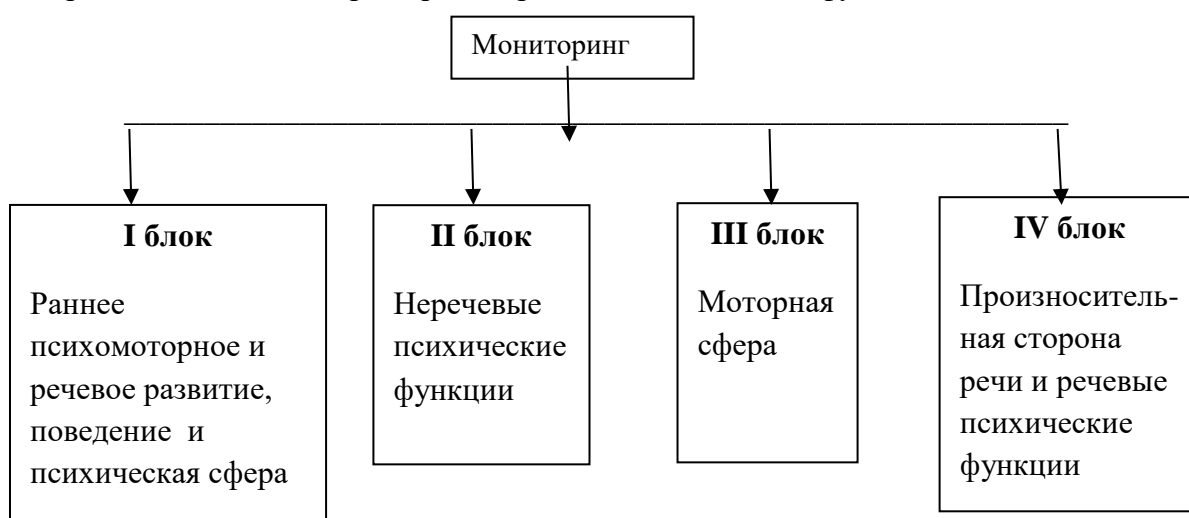 Мониторинг
I блок
Раннее
психомоторное и
речевое развитие,
поведение и
психическая сфера
II блок
Неречевые
психические
функции
III блок
Моторная
сфера
IV блок
Произноситель-
ная сторона
речи и речевые
психические
функции